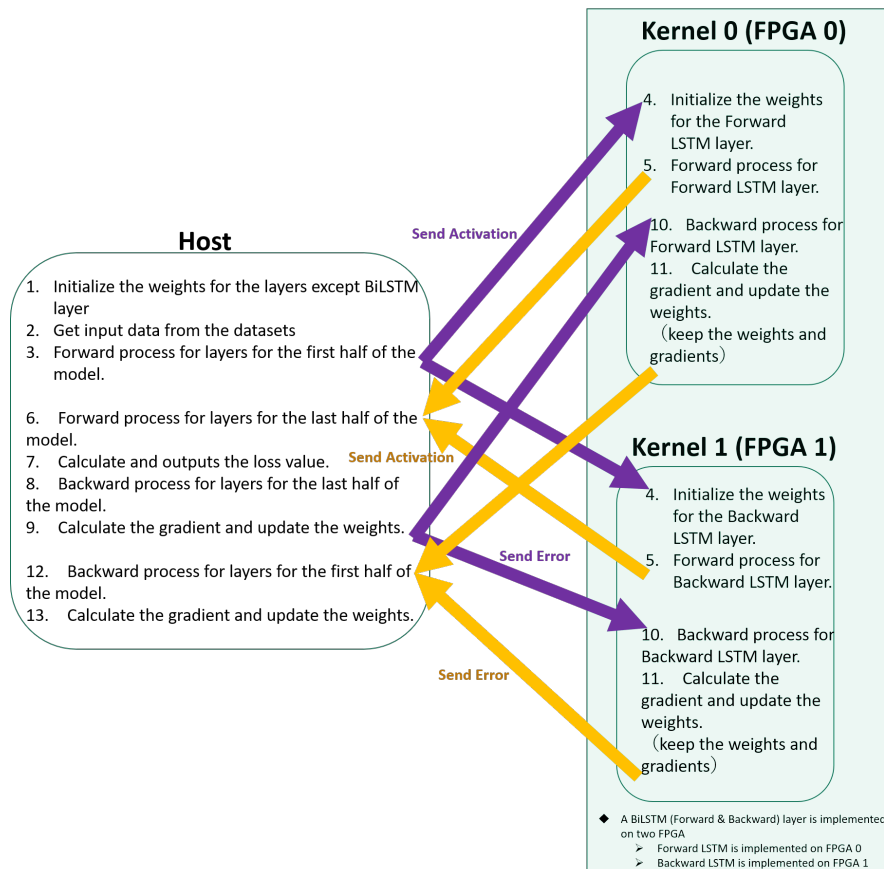 Kernel 0 (FPGA 0)
4. Initialize the weights
for the Forward
LSTM layer.
5. Forward process for
Forward LSTM layer.
10. Backward process for
Forward LSTM layer.
11. Calculate the
gradient and update the
weights.
（keep the weights and
gradients）
Send Activation
Host
1. Initialize the weights for the layers except BiLSTM
layer
2. Get input data from the datasets
3. Forward process for layers for the first half of the
model.
6. Forward process for layers for the last half of the
model.
7. Calculate and outputs the loss value.
8. Backward process for layers for the last half of
the model.
9. Calculate the gradient and update the weights.
12. Backward process for layers for the first half of
the model.
13. Calculate the gradient and update the weights.
Send Activation
Send Error
Send Error
Kernel 1 (FPGA 1)
4. Initialize the weights
for the Backward
LSTM layer.
5. Forward process for
Backward LSTM layer.
10. Backward process for
Backward LSTM layer.
11. Calculate the
gradient and update the
weights.
（keep the weights and
gradients）
◆ A BiLSTM (Forward & Backward) layer is implemented
on two FPGA
➢ Forward LSTM is implemented on FPGA 0
➢ Backward LSTM is implemented on FPGA 1